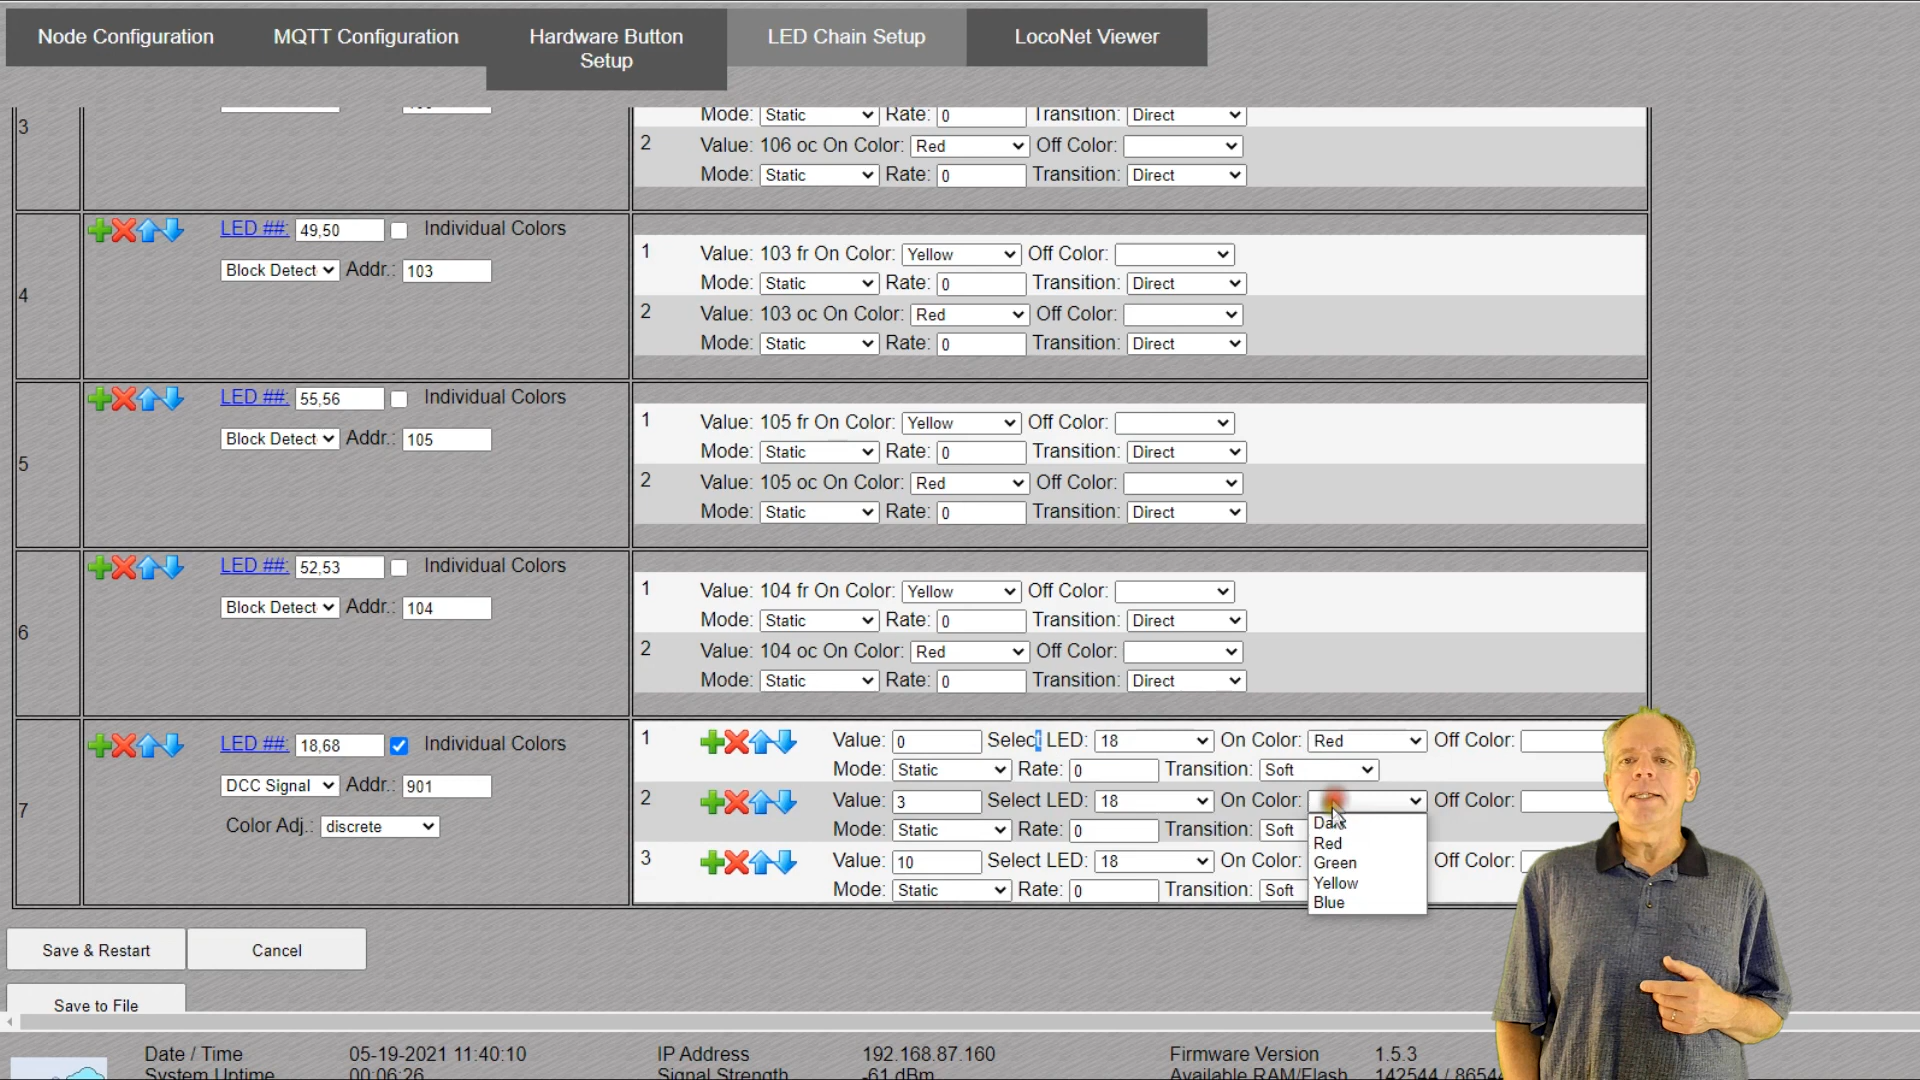 Node Configuration
MQTT Configuration
Hardware Button
Setup
LED Chain Setup
LocoNet Viewer
3
Mode: Static Rate: 0 Transition: Direct
2 Value: 106 oc On Color: Red Off Color:
Mode: Static Rate: 0 Transition: Direct
4
LED ##: 49,50 Individual Colors
Block Detect Addr.: 103
1 Value: 103 fr On Color: Yellow Off Color:
Mode: Static Rate: 0 Transition: Direct
2 Value: 103 oc On Color: Red Off Color:
Mode: Static Rate: 0 Transition: Direct
5
LED ##: 55,56 Individual Colors
Block Detect Addr.: 105
1 Value: 105 fr On Color: Yellow Off Color:
Mode: Static Rate: 0 Transition: Direct
2 Value: 105 oc On Color: Red Off Color:
Mode: Static Rate: 0 Transition: Direct
6
LED ##: 52,53 Individual Colors
Block Detect Addr.: 104
1 Value: 104 fr On Color: Yellow Off Color:
Mode: Static Rate: 0 Transition: Direct
2 Value: 104 oc On Color: Red Off Color:
Mode: Static Rate: 0 Transition: Direct
7
LED ##: 18,68 Individual Colors
DCC Signal Addr.: 901
Color Adj.: discrete
1 Value: 0 Select LED: 18 On Color: Red Off Color:
Mode: Static Rate: 0 Transition: Soft
2 Value: 3 Select LED: 18 On Color: Off Color:
Mode: Static Rate: 0 Transition: Soft
3 Value: 10 Select LED: 18 On Color: Off Color:
Mode: Static Rate: 0 Transition: Soft
Dark
Red
Green
Yellow
Blue
Save & Restart
Cancel
Save to File
Date / Time 05-19-2021 11:40:10
IP Address 192.168.87.160
Firmware Version 1.5.3
System Uptime 00:06:26
Signal Strength -61 dBm
Available RAM/Flash 142544 /